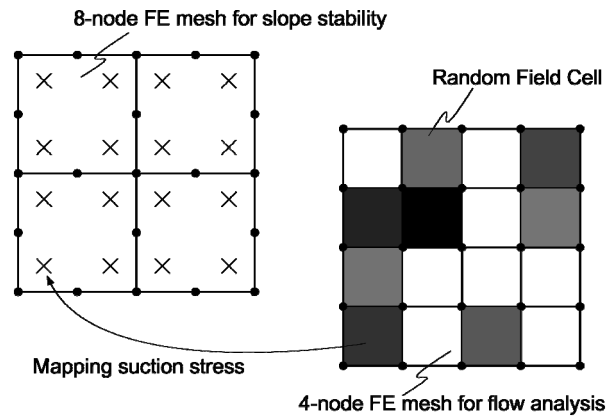 8-node FE mesh for slope stability
Random Field Cell
Mapping suction stress
4-node FE mesh for flow analysis